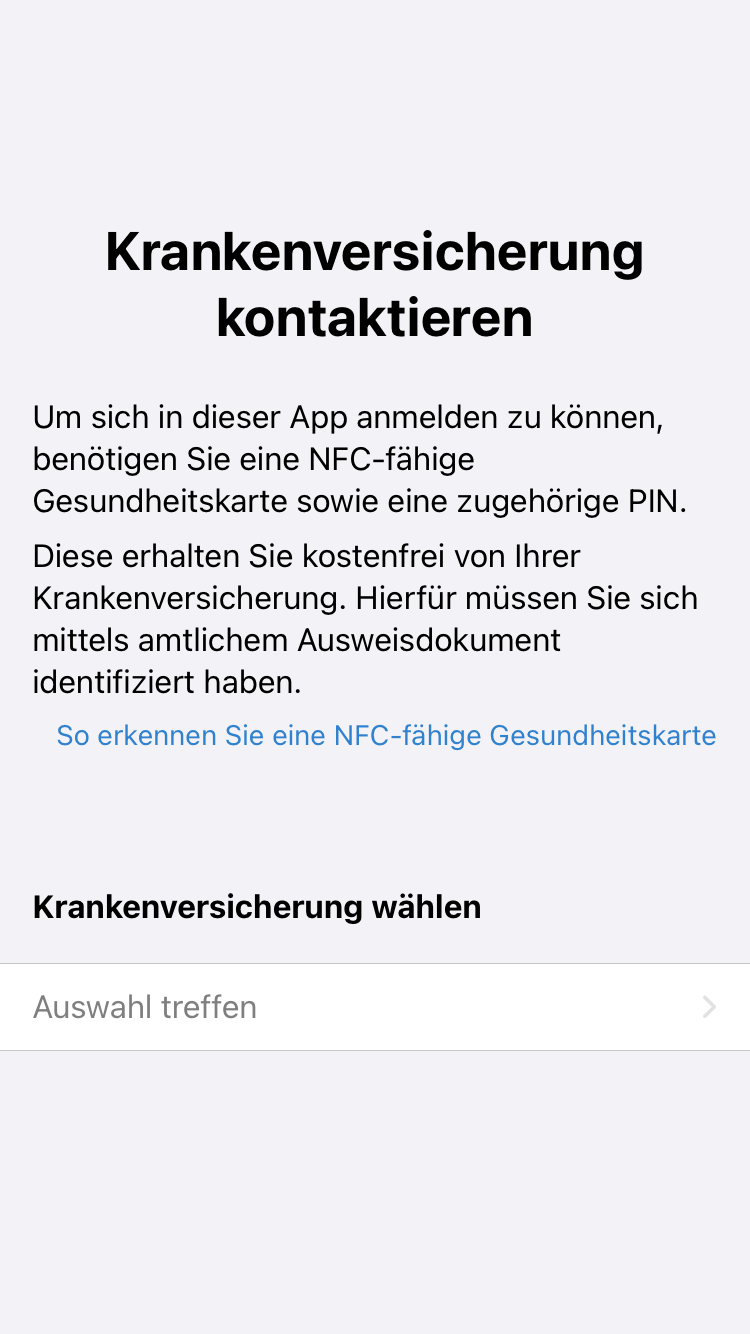 Krankenversicherung
kontaktieren
Um sich in dieser App anmelden zu können,
benötigen Sie eine NFC-fähige
Gesundheitskarte sowie eine zugehörige PIN.
Diese erhalten Sie kostenfrei von Ihrer
Krankenversicherung. Hierfür müssen Sie sich
mittels amtlichem Ausweisdokument
identifiziert haben.
So erkennen Sie eine NFC-fähige Gesundheitskarte
Krankenversicherung wählen
Auswahl treffen